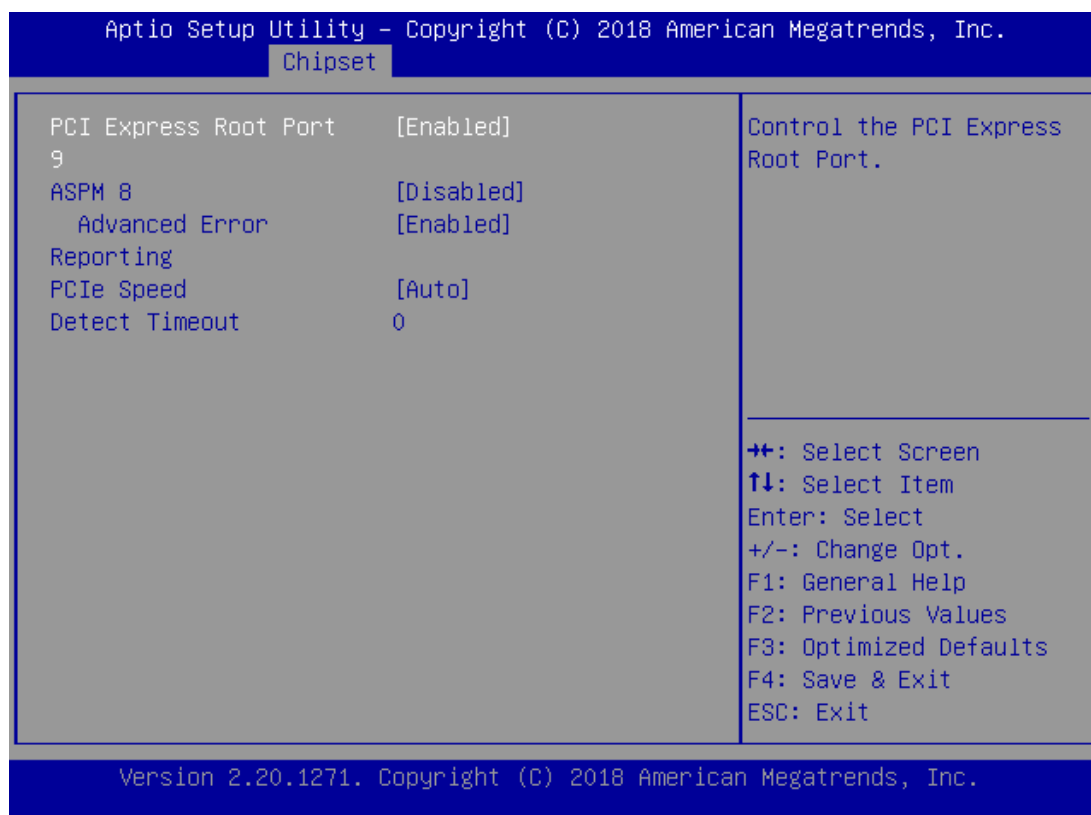 Aptio Setup Utility – Copyright (C) 2018 American Megatrends, Inc.
Chipset
PCI Express Root Port [Enabled]
9
ASPM 8 [Disabled]
Advanced Error [Enabled]
Reporting
PCIe Speed [Auto]
Detect Timeout 0
Control the PCI Express
Root Port.
→←: Select Screen
↑↓: Select Item
Enter: Select
+/-: Change Opt.
F1: General Help
F2: Previous Values
F3: Optimized Defaults
F4: Save & Exit
ESC: Exit
Version 2.20.1271. Copyright (C) 2018 American Megatrends, Inc.